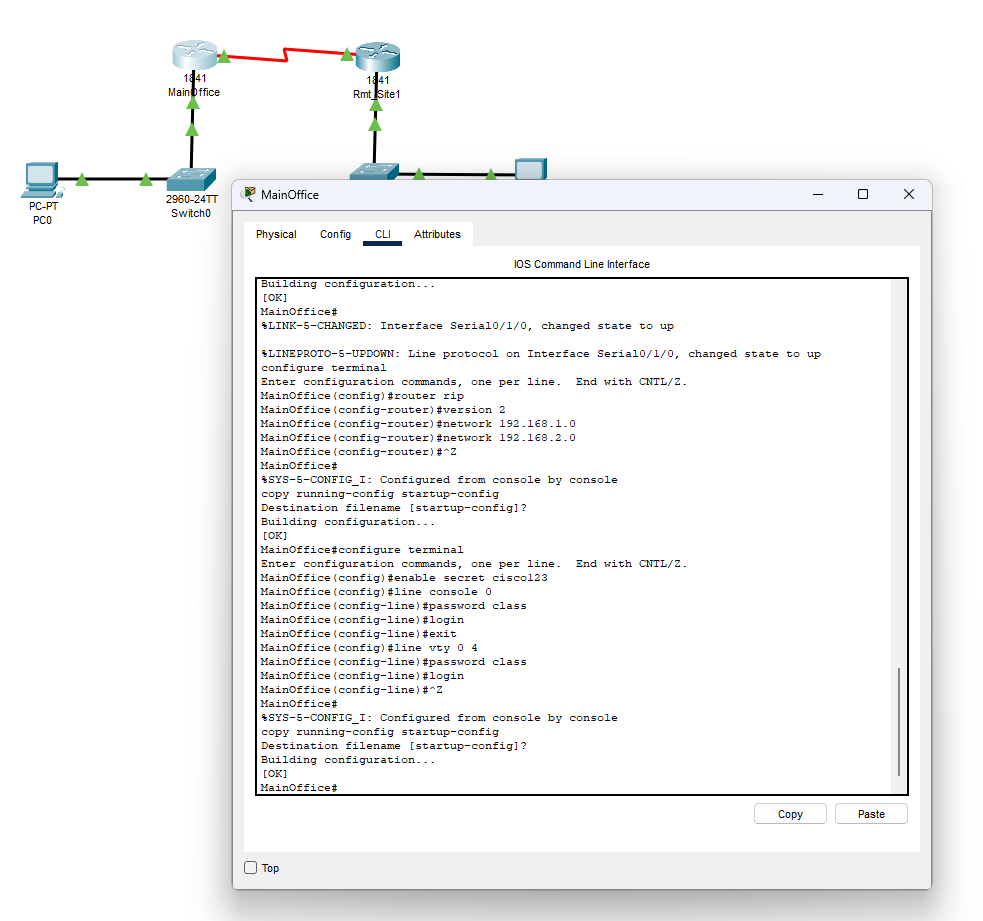 1841
MainOffice
1841
Rmt_Site1
PC-PT
PC0
2960-24TT
Switch0
MainOffice
Physical Config CLI Attributes
IOS Command Line Interface
Building configuration...
[OK]
MainOffice#
%LINK-5-CHANGED: Interface Serial0/1/0, changed state to up
%LINEPROTO-5-UPDOWN: Line protocol on Interface Serial0/1/0, changed state to up
configure terminal
Enter configuration commands, one per line.  End with CNTL/Z.
MainOffice(config)#router rip
MainOffice(config-router)#version 2
MainOffice(config-router)#network 192.168.1.0
MainOffice(config-router)#network 192.168.2.0
MainOffice(config-router)#^Z
MainOffice#
%SYS-5-CONFIG_I: Configured from console by console
copy running-config startup-config
Destination filename [startup-config]?
Building configuration...
[OK]
MainOffice#configure terminal
Enter configuration commands, one per line.  End with CNTL/Z.
MainOffice(config)#enable secret cisco123
MainOffice(config)#line console 0
MainOffice(config-line)#password class
MainOffice(config-line)#login
MainOffice(config-line)#exit
MainOffice(config)#line vty 0 4
MainOffice(config-line)#password class
MainOffice(config-line)#login
MainOffice(config-line)#^Z
MainOffice#
%SYS-5-CONFIG_I: Configured from console by console
copy running-config startup-config
Destination filename [startup-config]?
Building configuration...
[OK]
MainOffice#
Copy Paste
Top